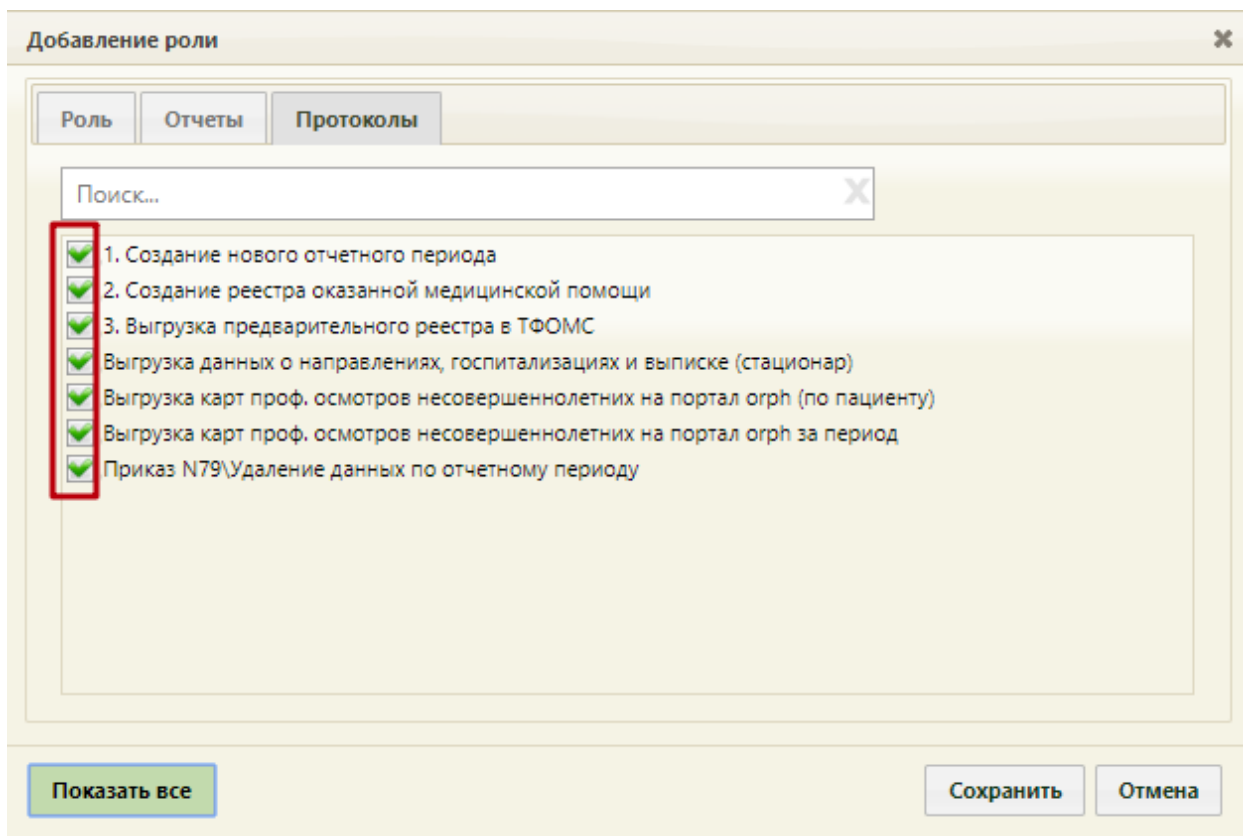 Добавление роли
Роль Отчеты Протоколы
Поиск...
1. Создание нового отчетного периода
2. Создание реестра оказанной медицинской помощи
3. Выгрузка предварительного реестра в ТФОМС
Выгрузка данных о направлениях, госпитализациях и выписке (стационар)
Выгрузка карт проф. осмотров несовершеннолетних на портал orph (по пациенту)
Выгрузка карт проф. осмотров несовершеннолетних на портал orph за период
Приказ N79\Удаление данных по отчетному периоду
Показать все Сохранить Отмена